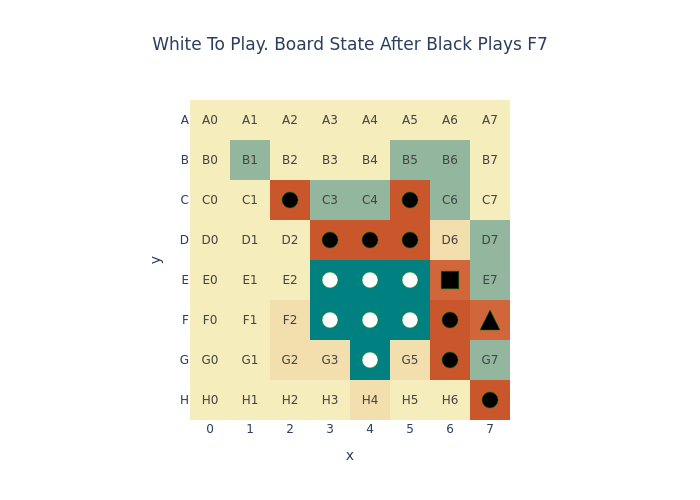 White To Play. Board State After Black Plays F7
A A0 A1 A2 A3 A4 A5 A6 A7
B B0 B1 B2 B3 B4 B5 B6 B7
C C0 C1 C3 C4 C6 C7
D D0 D1 D2 D6 D7
y
E E0 E1 E2 E7
F F0 F1 F2
G G0 G1 G2 G3 G5 G7
H H0 H1 H2 H3 H4 H5 H6
0 1 2 3 4 5 6 7
x